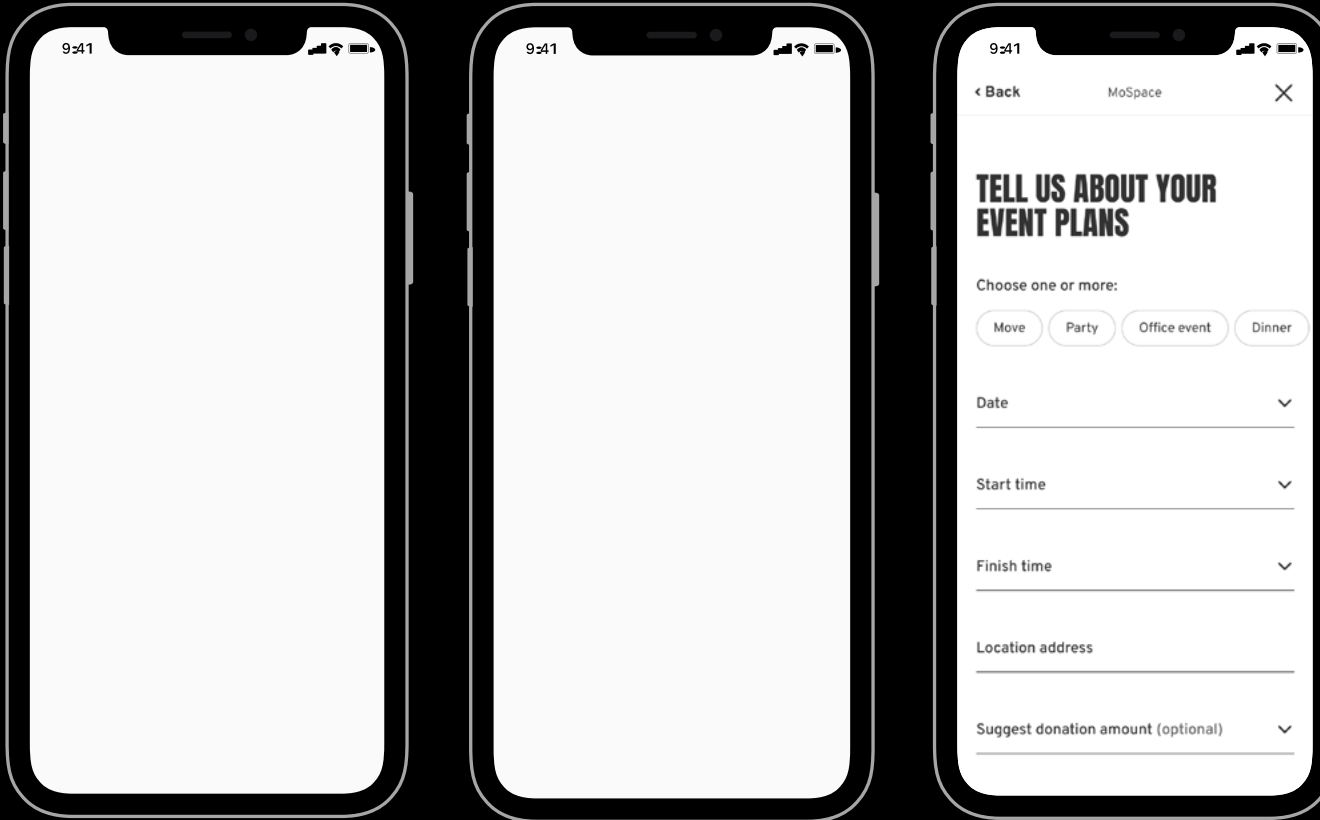 9:41
9:41
9:41
< Back MoSpace
TELL US ABOUT YOUR
EVENT PLANS
Choose one or more:
Move Party Office event Dinner
Date
Start time
Finish time
Location address
Suggest donation amount (optional)